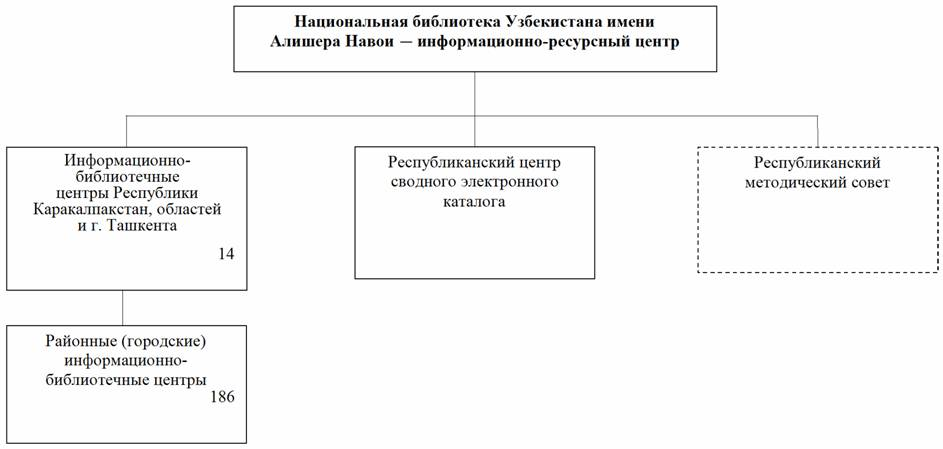 Национальная библиотека Узбекистана имени
Алишера Навои — информационно-ресурсный центр
Информационно-
библиотечные
центры Республики
Каракалпакстан, областей
и г. Ташкента
14
Республиканский центр
сводного электронного
каталога
Республиканский
методический совет
Районные (городские)
информационно-
библиотечные центры
186